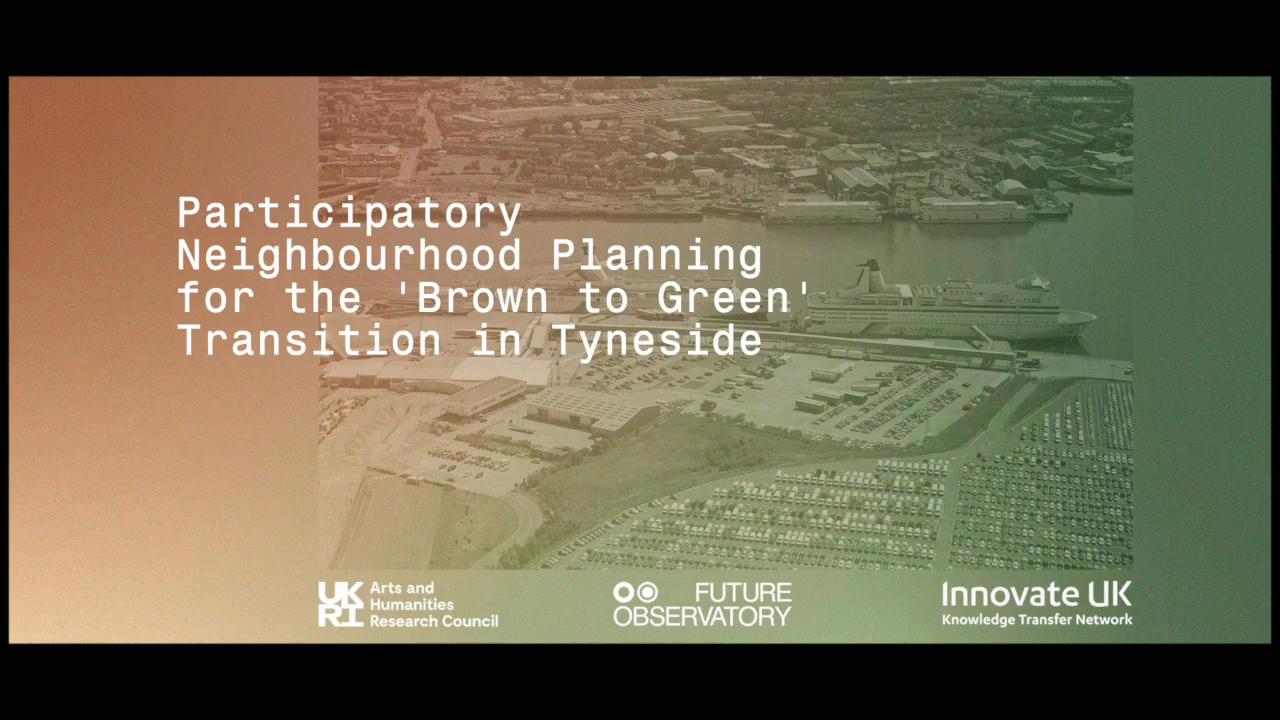 Participatory
Neighbourhood Planning
for the 'Brown to Green'
Transition in Tyneside
UK
RI
Arts and
Humanities
Research Council
FUTURE
OBSERVATORY
Innovate UK
Knowledge Transfer Network